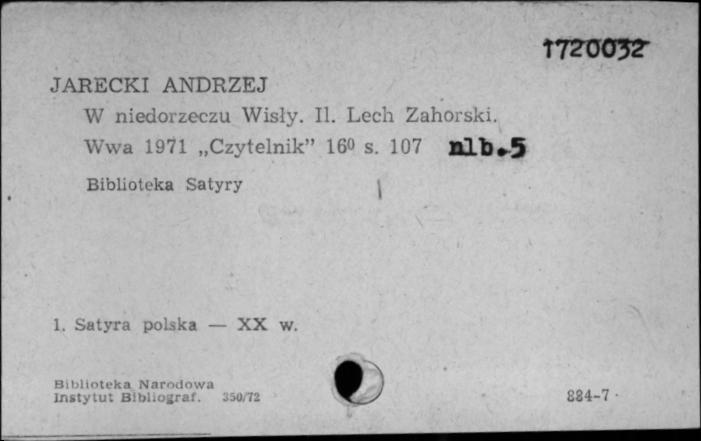 1720032
JARECKI ANDRZEJ
W niedorzeczu Wisły. Il. Lech Zahorski.
Wwa 1971 „Czytelnik” 16⁰ s. 107 nlb.5
Biblioteka Satyry
1. Satyra polska — XX w.
Biblioteka Narodowa
Instytut Bibliograf. 350/72
884-7